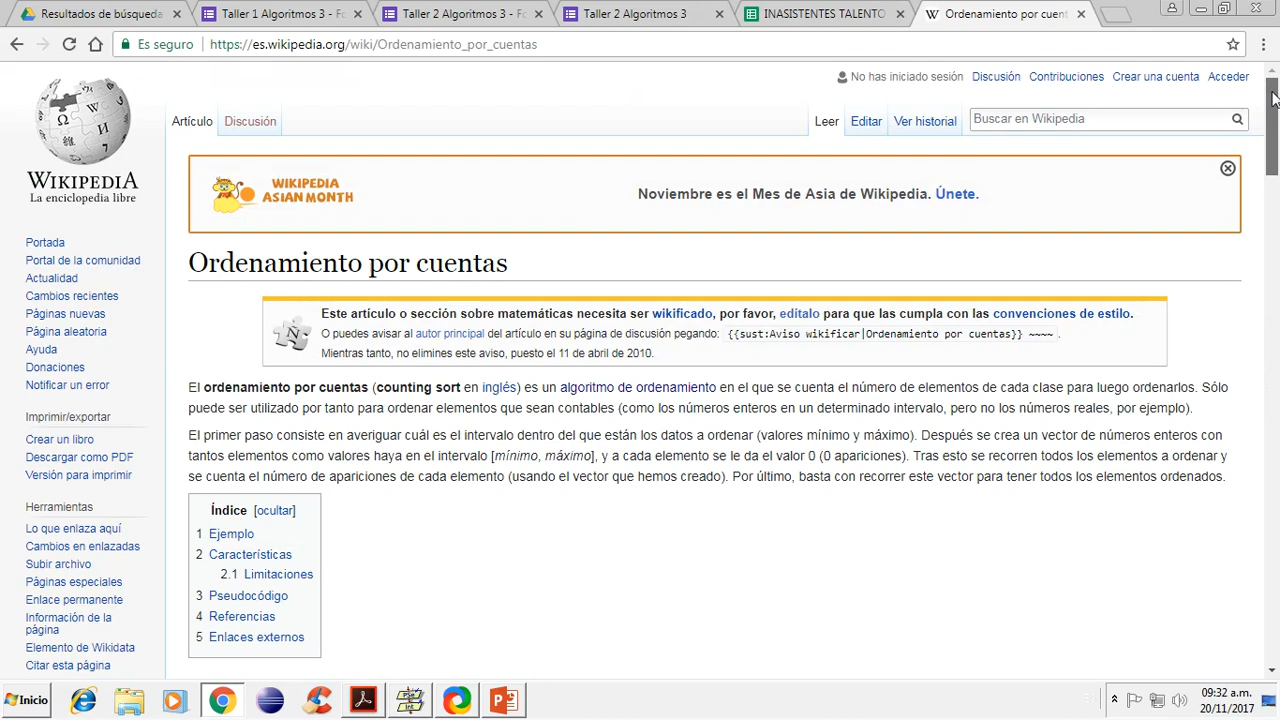 Resultados de búsqueda
Taller 1 Algoritmos 3 - Fo
Taller 2 Algoritmos 3 - Fo
Taller 2 Algoritmos 3
INASISTENTES TALENTO
Ordenamiento por cuent
Es seguro
https://es.wikipedia.org/wiki/Ordenamiento_por_cuentas
No has iniciado sesión Discusión Contribuciones Crear una cuenta Acceder
Artículo Discusión Leer Editar Ver historial Buscar en Wikipedia
WIKIPEDIA
La enciclopedia libre
WIKIPEDIA
ASIAN MONTH
Noviembre es el Mes de Asia de Wikipedia. Únete.
Portada
Portal de la comunidad
Actualidad
Cambios recientes
Páginas nuevas
Página aleatoria
Ayuda
Donaciones
Notificar un error
Imprimir/exportar
Crear un libro
Descargar como PDF
Versión para imprimir
Herramientas
Lo que enlaza aquí
Cambios en enlazadas
Subir archivo
Páginas especiales
Enlace permanente
Información de la
página
Elemento de Wikidata
Citar esta página
Ordenamiento por cuentas
Este artículo o sección sobre matemáticas necesita ser wikificado, por favor, edítalo para que las cumpla con las convenciones de estilo.
O puedes avisar al autor principal del artículo en su página de discusión pegando: {{sust:Aviso wikificar|Ordenamiento por cuentas}} ~~~~ .
Mientras tanto, no elimines este aviso, puesto el 11 de abril de 2010.
El ordenamiento por cuentas (counting sort en inglés) es un algoritmo de ordenamiento en el que se cuenta el número de elementos de cada clase para luego ordenarlos. Sólo
puede ser utilizado por tanto para ordenar elementos que sean contables (como los números enteros en un determinado intervalo, pero no los números reales, por ejemplo).
El primer paso consiste en averiguar cuál es el intervalo dentro del que están los datos a ordenar (valores mínimo y máximo). Después se crea un vector de números enteros con
tantos elementos como valores haya en el intervalo [mínimo, máximo], y a cada elemento se le da el valor 0 (0 apariciones). Tras esto se recorren todos los elementos a ordenar y
se cuenta el número de apariciones de cada elemento (usando el vector que hemos creado). Por último, basta con recorrer este vector para tener todos los elementos ordenados.
Índice [ocultar]
1 Ejemplo
2 Características
2.1 Limitaciones
3 Pseudocódigo
4 Referencias
5 Enlaces externos
Inicio
09:32 a.m.
20/11/2017